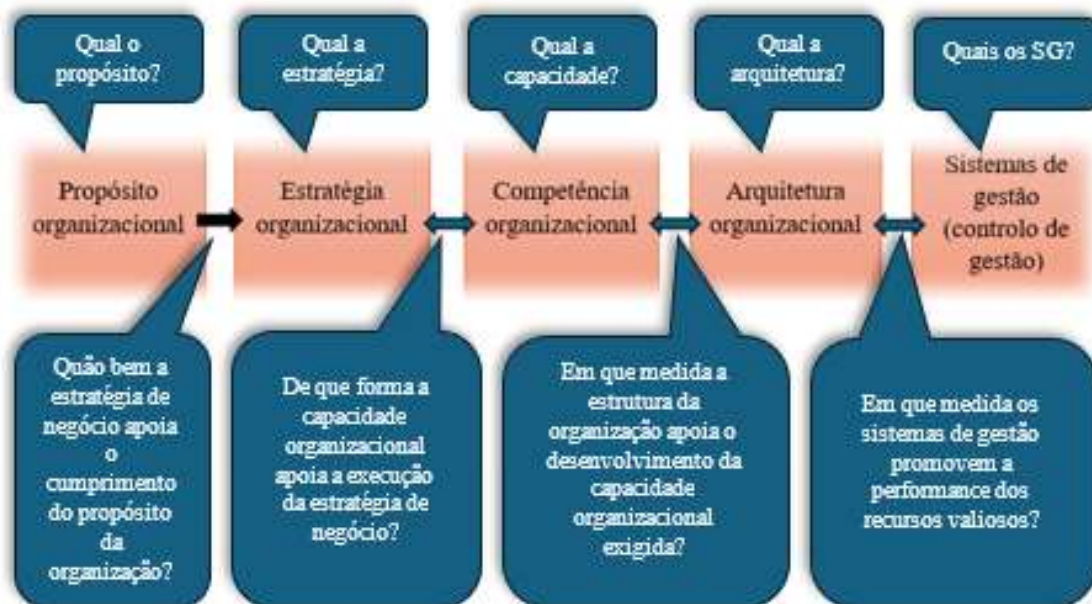 Qual o
propósito?
Qual a
estratégia?
Qual a
capacidade?
Qual a
arquitetura?
Quais os SG?
Propósito
organizacional
Estratégia
organizacional
Competência
organizacional
Arquitetura
organizacional
Sistemas de
gestão
(controlo de
gestão)
Quão bem a
estratégia de
negócio apoia
o
cumprimento
do propósito
da
organização?
De que forma a
capacidade
organizacional
apoia a execução
da estratégia de
negócio?
Em que medida a
estrutura da
organização apoia o
desenvolvimento da
capacidade
organizacional
exigida?
Em que medida os
sistemas de gestão
promovem a
performance dos
recursos valiosos?